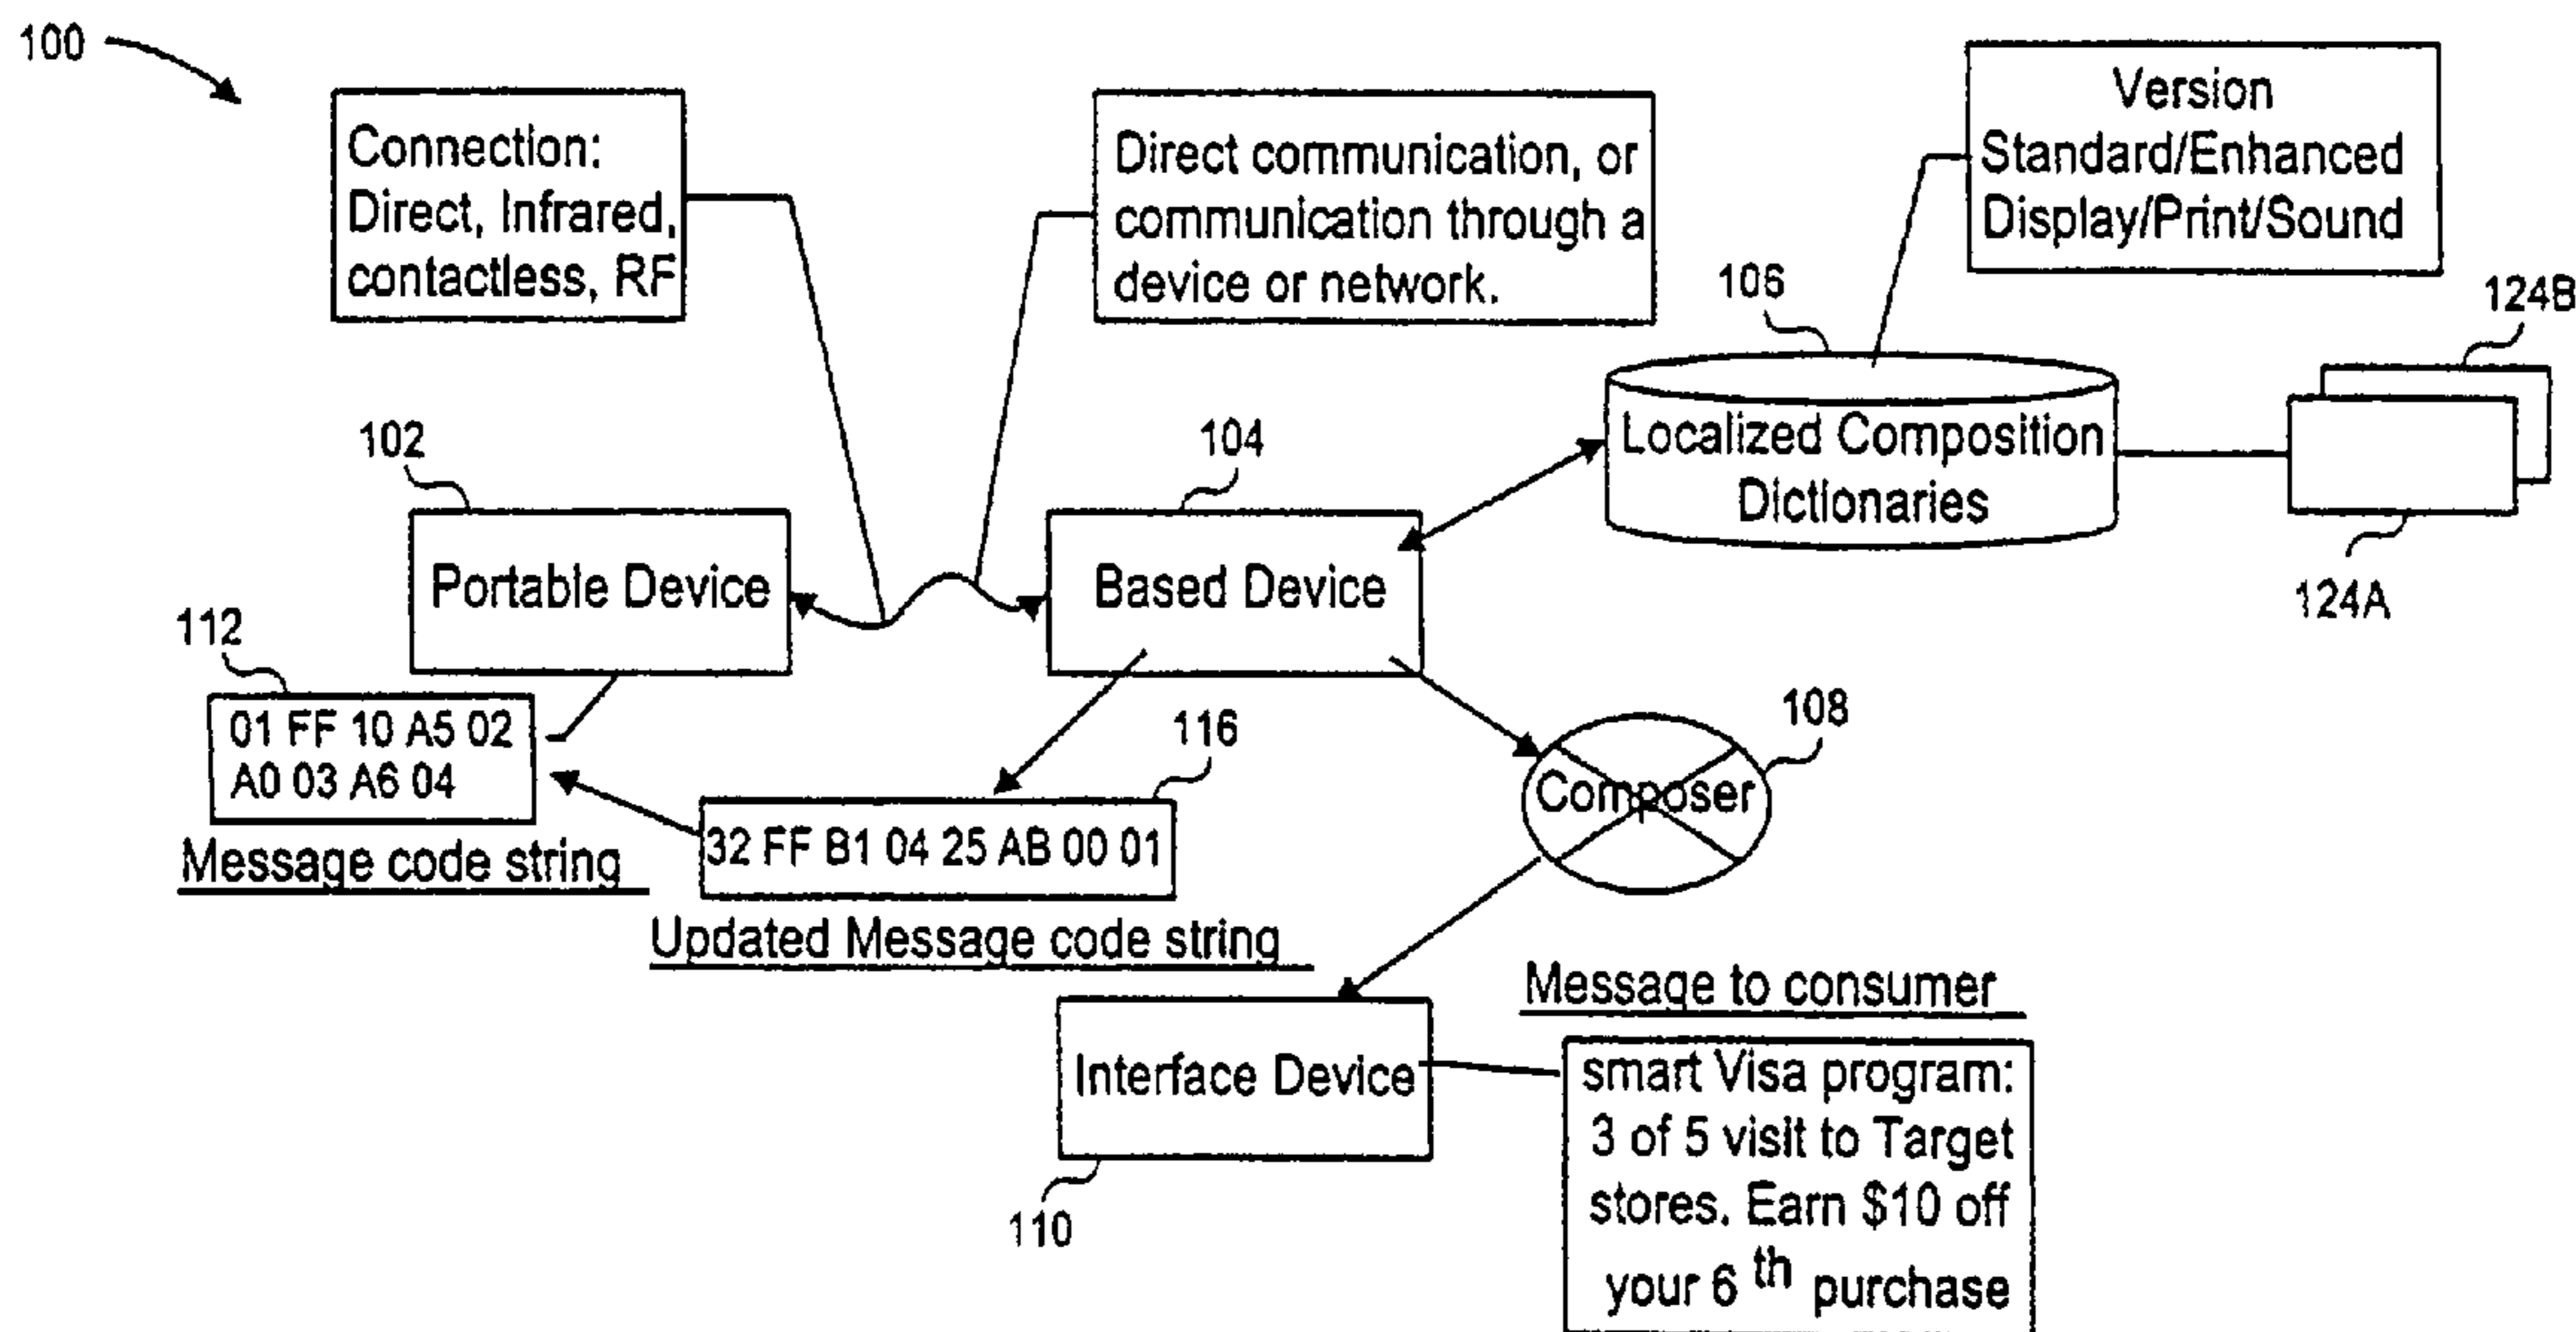 100
Connection:
Direct, Infrared,
contactless, RF
Direct communication, or
communication through a
device or network.
Version
Standard/Enhanced
Display/Print/Sound
106
124B
Localized Composition
Dictionaries
124A
102
Portable Device
104
Based Device
112
01 FF 10 A5 02
A0 03 A6 04
Message code string
116
32 FF B1 04 25 AB 00 01
Updated Message code string
108
Composer
Interface Device
110
Message to consumer
smart Visa program:
3 of 5 visit to Target
stores. Earn $10 off
your 6 th purchase